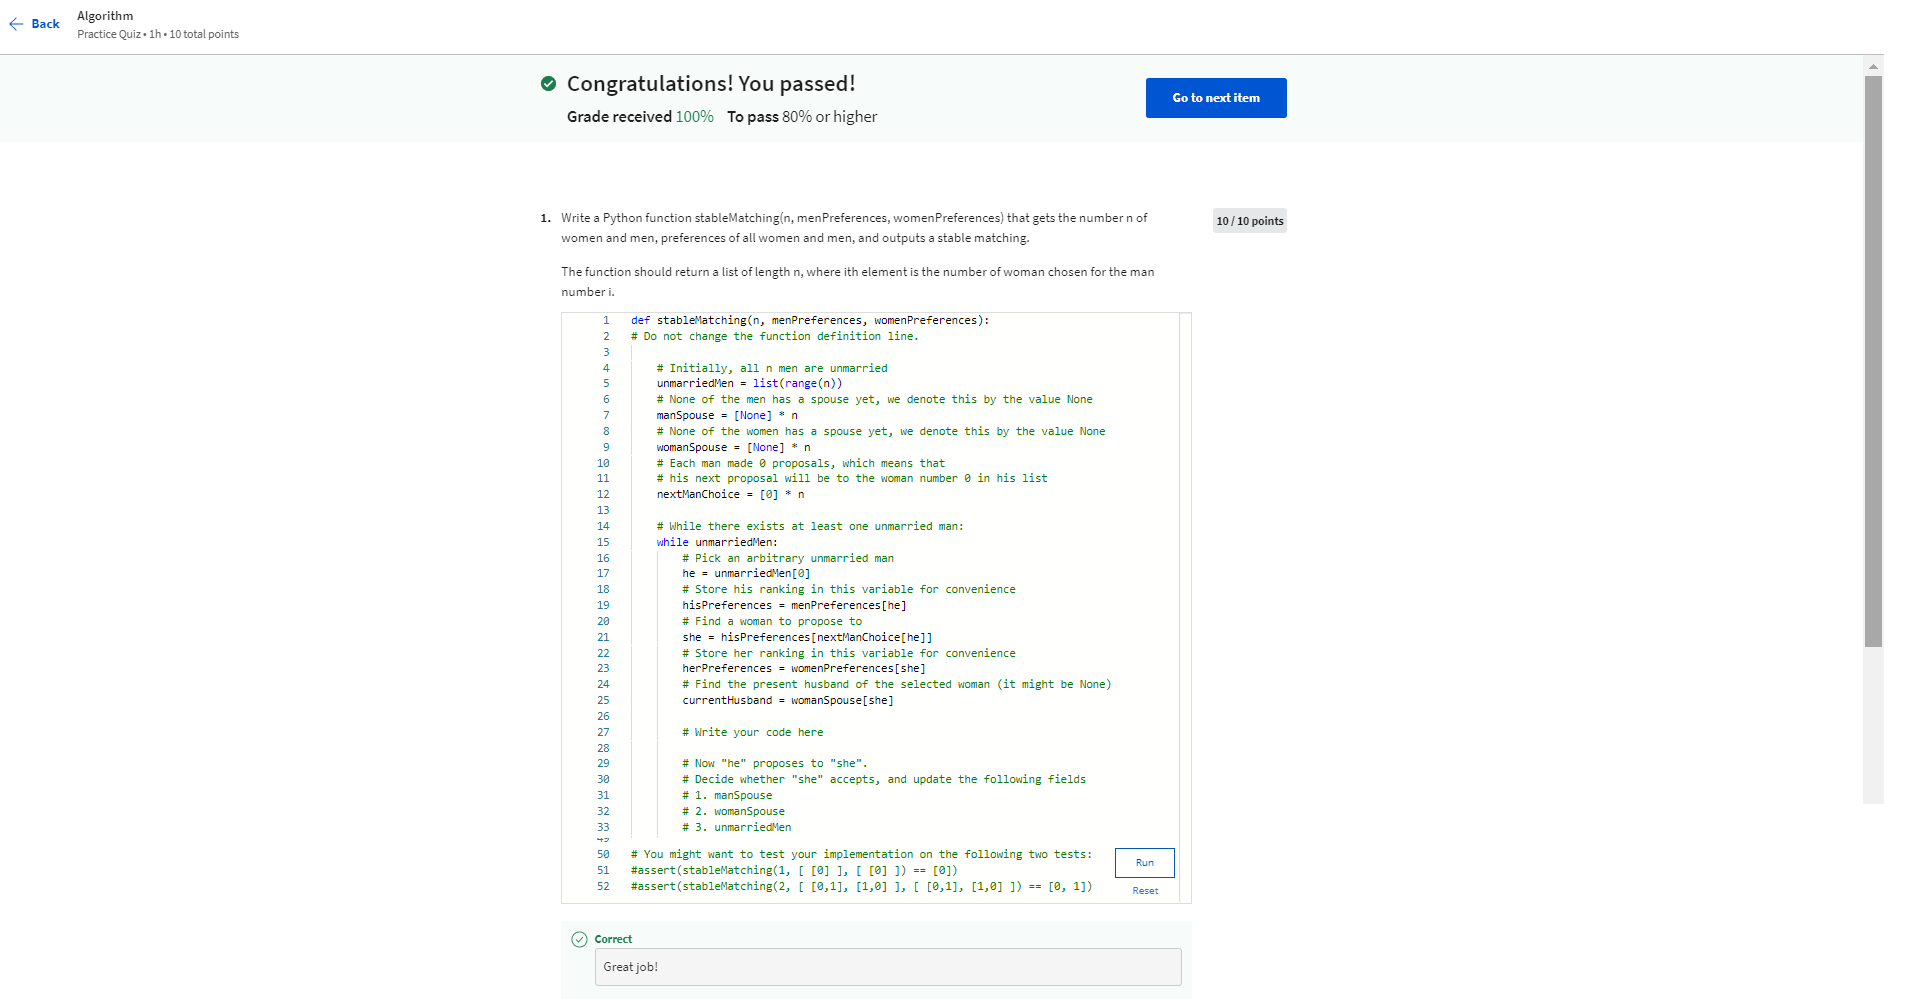 Back
Algorithm
Practice Quiz • 1h • 10 total points
Congratulations! You passed!
Grade received 100% To pass 80% or higher
Go to next item
1. Write a Python function stableMatching(n, menPreferences, womenPreferences) that gets the number n of
women and men, preferences of all women and men, and outputs a stable matching.
10 / 10 points
The function should return a list of length n, where ith element is the number of woman chosen for the man
number i.
1 def stableMatching(n, menPreferences, womenPreferences):
2 # Do not change the function definition line.
3
4 # Initially, all n men are unmarried
5 unmarriedMen = list(range(n))
6 # None of the men has a spouse yet, we denote this by the value None
7 manSpouse = [None] * n
8 # None of the women has a spouse yet, we denote this by the value None
9 womanSpouse = [None] * n
10 # Each man made 0 proposals, which means that
11 # his next proposal will be to the woman number 0 in his list
12 nextManChoice = [0] * n
13
14 # While there exists at least one unmarried man:
15 while unmarriedMen:
16 # Pick an arbitrary unmarried man
17 he = unmarriedMen[0]
18 # Store his ranking in this variable for convenience
19 hisPreferences = menPreferences[he]
20 # Find a woman to propose to
21 she = hisPreferences[nextManChoice[he]]
22 # Store her ranking in this variable for convenience
23 herPreferences = womenPreferences[she]
24 # Find the present husband of the selected woman (it might be None)
25 currentHusband = womanSpouse[she]
26
27 # Write your code here
28
29 # Now "he" proposes to "she".
30 # Decide whether "she" accepts, and update the following fields
31 # 1. manSpouse
32 # 2. womanSpouse
33 # 3. unmarriedMen
50 # You might want to test your implementation on the following two tests:
51 #assert(stableMatching(1, [ [0] ], [ [0] ]) == [0])
52 #assert(stableMatching(2, [ [0,1], [1,0] ], [ [0,1], [1,0] ]) == [0, 1])
Run
Reset
Correct
Great job!